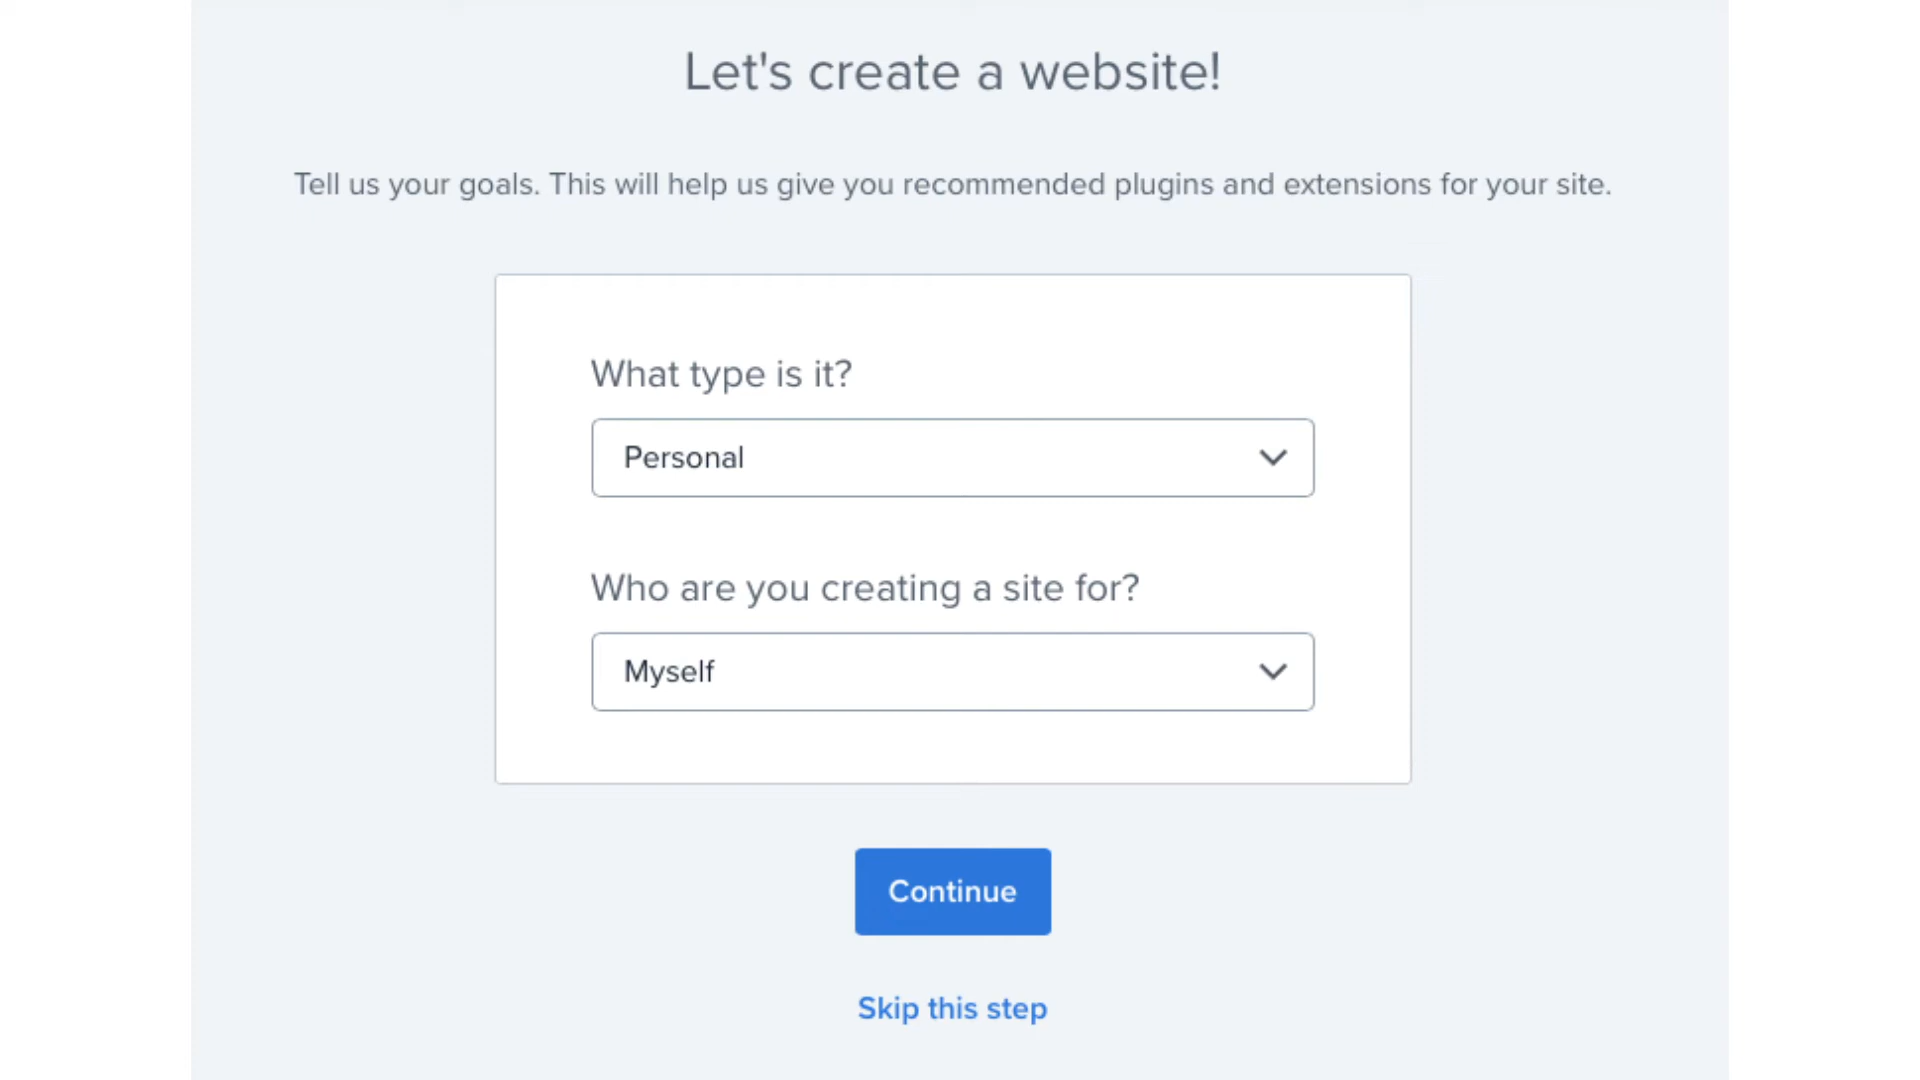 Let's create a website!
Tell us your goals. This will help us give you recommended plugins and extensions for your site.
What type is it?
Personal
Who are you creating a site for?
Myself
Continue
Skip this step